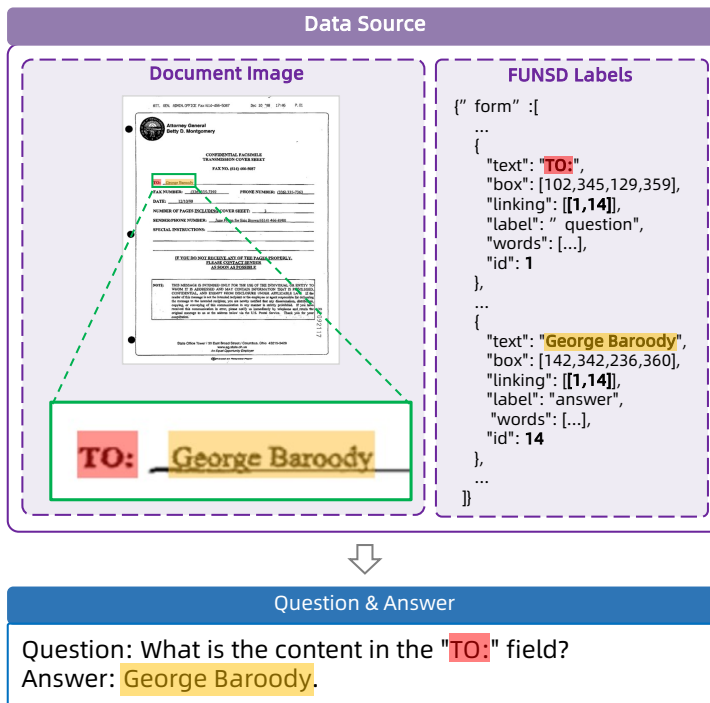 Data Source
Document Image
Attorney General
Betty D. Montgomery
CONFIDENTIAL FACSIMILE
TRANSMISSION COVER SHEET
TO: George Baroody
FAX NUMBER:
PHONE NUMBER:
DATE: 12/10/98
NUMBER OF PAGES INCLUDING COVER SHEET: 3
SENDER/PHONE NUMBER:
SPECIAL INSTRUCTIONS:
IF YOU DO NOT RECEIVE ANY OF THE PAGES PROPERLY,
PLEASE CONTACT SENDER
AS SOON AS POSSIBLE
NOTE:
TO: George Baroody
FUNSD Labels
{” form” :[
...
{
"text": "TO:",
"box": [102,345,129,359],
"linking": [[1,14]],
"label": ” question",
"words": [...],
"id": 1
},
...
{
"text": "George Baroody",
"box": [142,342,236,360],
"linking": [[1,14]],
"label": "answer",
"words": [...],
"id": 14
},
...
]}
Question & Answer
Question: What is the content in the "TO:" field?
Answer: George Baroody.